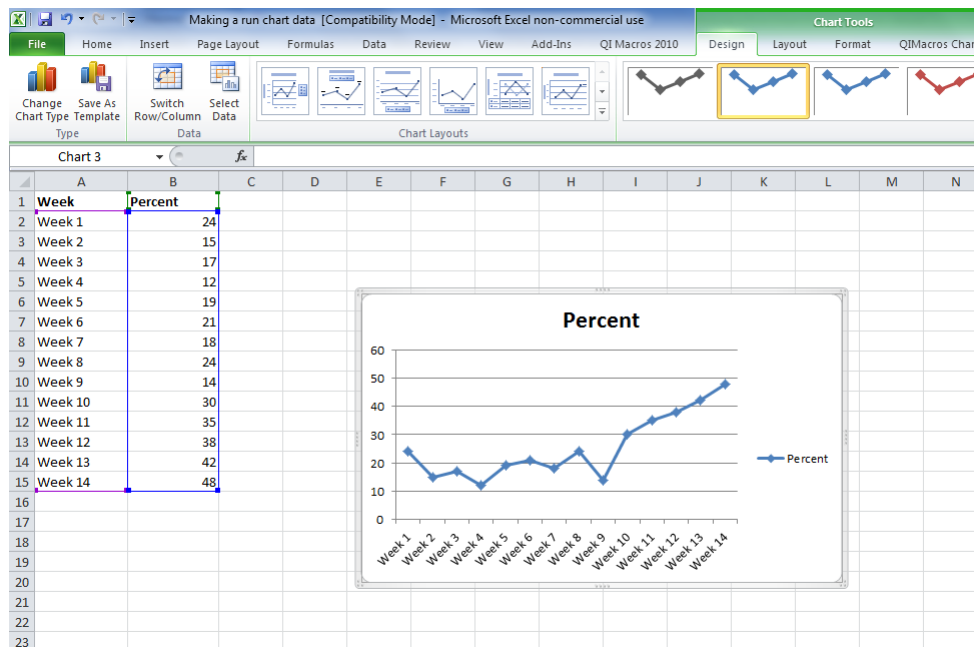 Making a run chart data [Compatibility Mode] - Microsoft Excel non-commercial use
Chart Tools
File Home Insert Page Layout Formulas Data Review View Add-Ins QI Macros 2010 Design Layout Format QIMacros Char
Change Save As Switch Select
Chart Type Template Row/Column Data
Type Data Chart Layouts
Chart 3 fx
A B C D E F G H I J K L M N
1 Week Percent
2 Week 1 24
3 Week 2 15
4 Week 3 17
5 Week 4 12
6 Week 5 19
7 Week 6 21
8 Week 7 18
9 Week 8 24
10 Week 9 14
11 Week 10 30
12 Week 11 35
13 Week 12 38
14 Week 13 42
15 Week 14 48
16
17
18
19
20
21
22
23
Percent
60
50
40
30
20
10
0
Week 1 Week 2 Week 3 Week 4 Week 5 Week 6 Week 7 Week 8 Week 9 Week 10 Week 11 Week 12 Week 13 Week 14
Percent